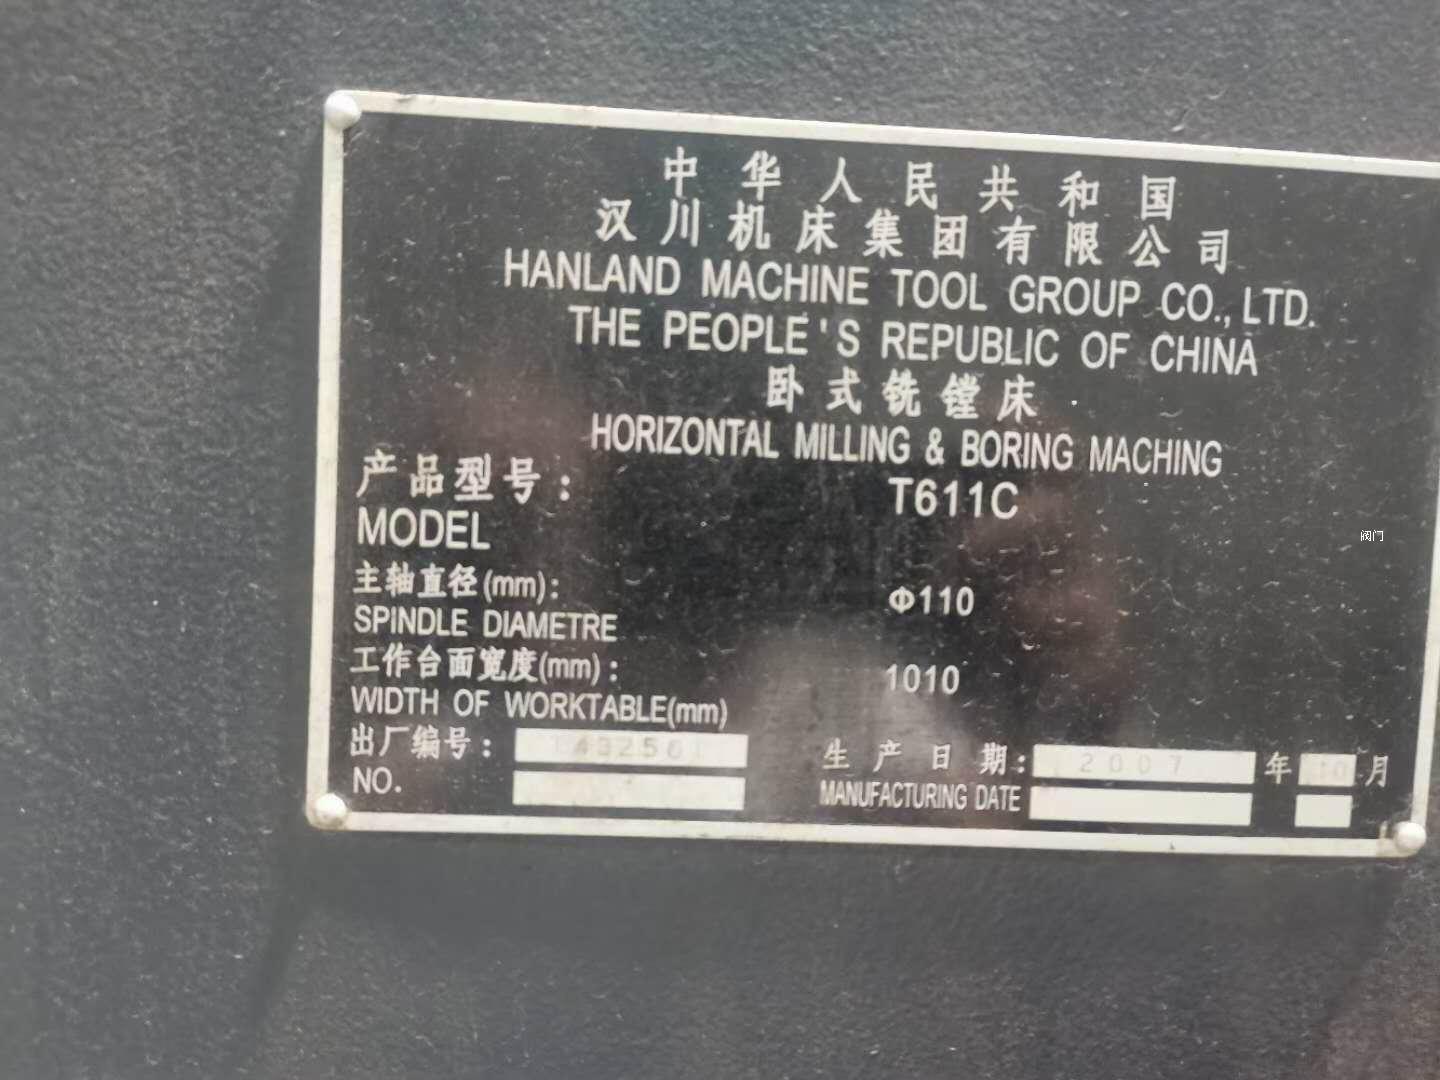 中华人民共和国
汉川机床集团有限公司
HANLAND MACHINE TOOL GROUP CO., LTD.
THE PEOPLE'S REPUBLIC OF CHINA
卧式铣镗床
HORIZONTAL MILLING & BORING MACHING
产品型号: T611C
MODEL
阀门
主轴直径(mm): Φ110
SPINDLE DIAMETRE
工作台面宽度(mm): 1010
WIDTH OF WORKTABLE(mm)
出厂编号: 生产日期: 2007 年 10 月
NO. MANUFACTURING DATE